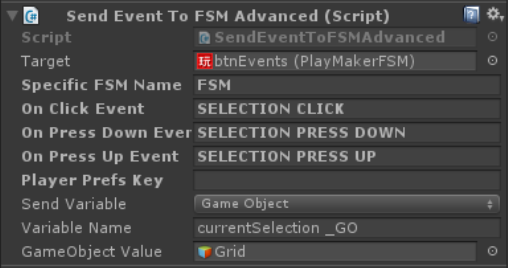 Send Event To FSM Advanced (Script)
Script SendEventToFSMAdvanced
Target 玩 btnEvents (PlayMakerFSM)
Specific FSM Name FSM
On Click Event SELECTION CLICK
On Press Down Ever SELECTION PRESS DOWN
On Press Up Event SELECTION PRESS UP
Player Prefs Key
Send Variable Game Object
Variable Name currentSelection _GO
GameObject Value Grid